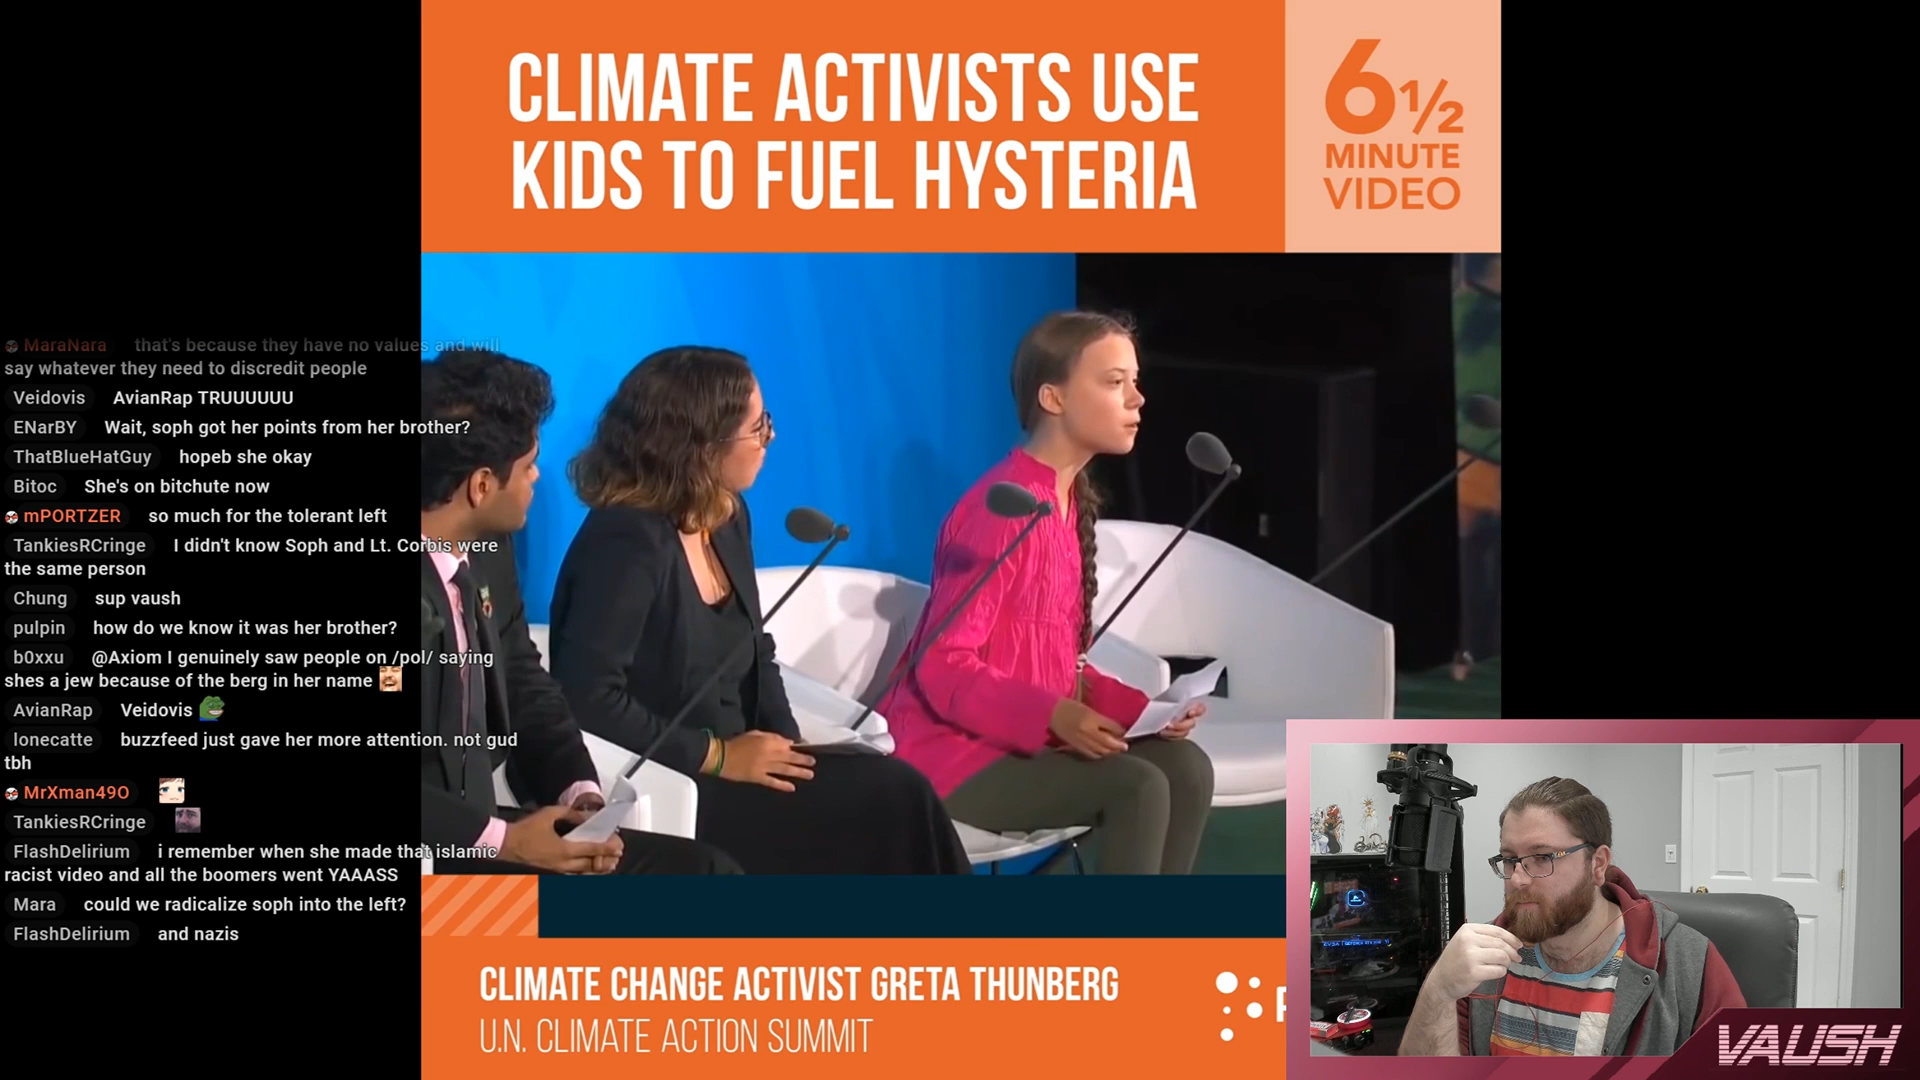 CLIMATE ACTIVISTS USE
KIDS TO FUEL HYSTERIA
6½
MINUTE
VIDEO
MaraNara that's because they have no values and will
say whatever they need to discredit people
Veidovis AvianRap TRUUUUUU
ENarBY Wait, soph got her points from her brother?
ThatBlueHatGuy hopeb she okay
Bitoc She's on bitchute now
mPORTZER so much for the tolerant left
TankiesRCringe I didn't know Soph and Lt. Corbis were
the same person
Chung sup vaush
pulpin how do we know it was her brother?
b0xxu @Axiom I genuinely saw people on /pol/ saying
shes a jew because of the berg in her name
AvianRap Veidovis
lonecatte buzzfeed just gave her more attention. not gud
tbh
MrXman49O
TankiesRCringe
FlashDelirium i remember when she made that islamic
racist video and all the boomers went YAAASS
Mara could we radicalize soph into the left?
FlashDelirium and nazis
CLIMATE CHANGE ACTIVIST GRETA THUNBERG
U.N. CLIMATE ACTION SUMMIT
VAUSH